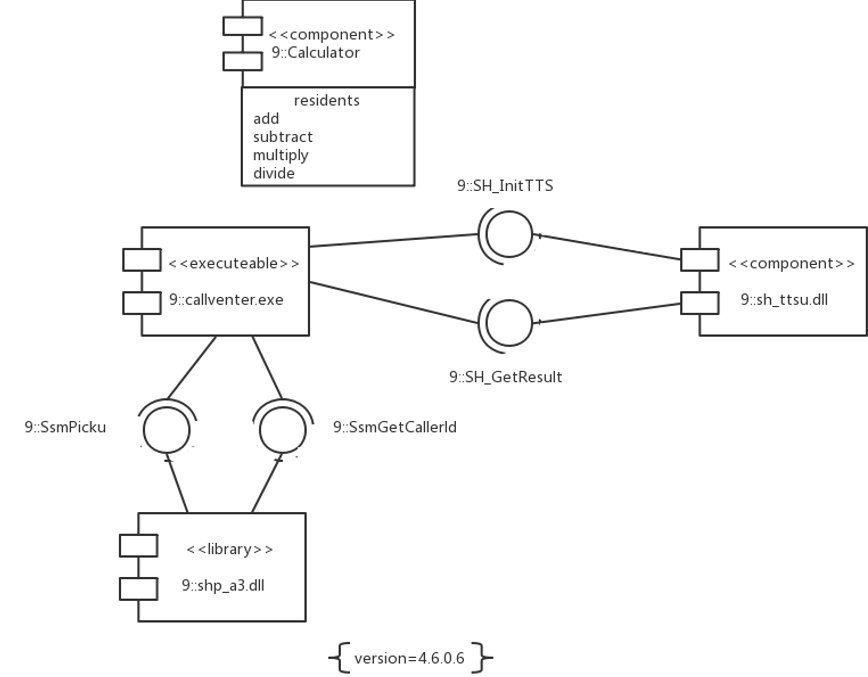 <<component>>
9::Calculator
residents
add
subtract
multiply
divide
9::SH_InitTTS
<<executeable>>
9::callventer.exe
<<component>>
9::sh_ttsu.dll
9::SH_GetResult
9::SsmPicku
9::SsmGetCallerId
<<library>>
9::shp_a3.dll
{version=4.6.0.6}